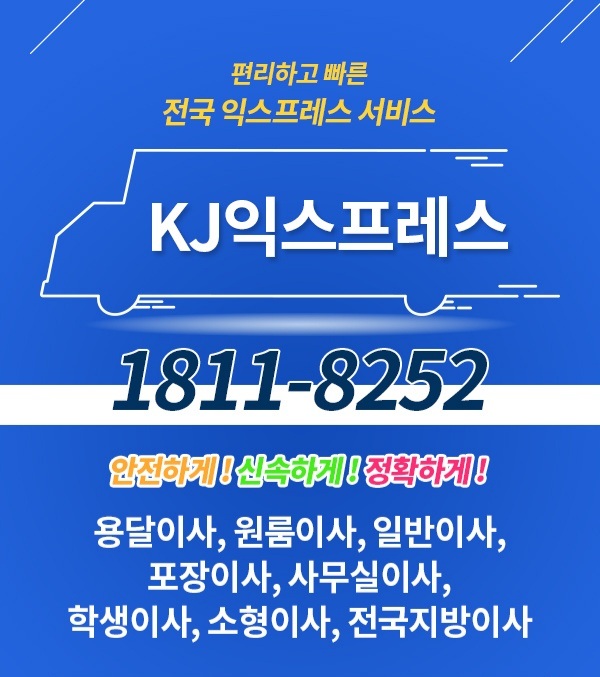 편리하고 빠른
전국 익스프레스 서비스
KJ익스프레스
1811-8252
안전하게! 신속하게! 정확하게!
용달이사, 원룸이사, 일반이사,
포장이사, 사무실이사,
학생이사, 소형이사, 전국지방이사